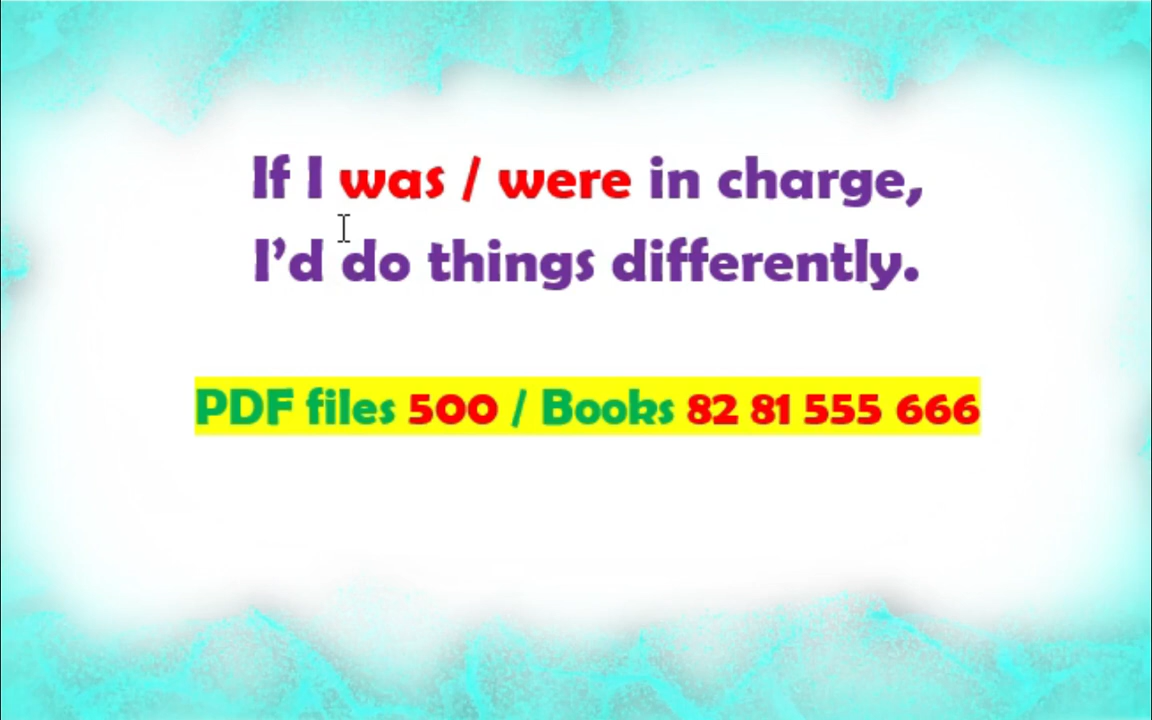 If I was / were in charge,
I’d do things differently.
PDF files 500 / Books 82 81 555 666